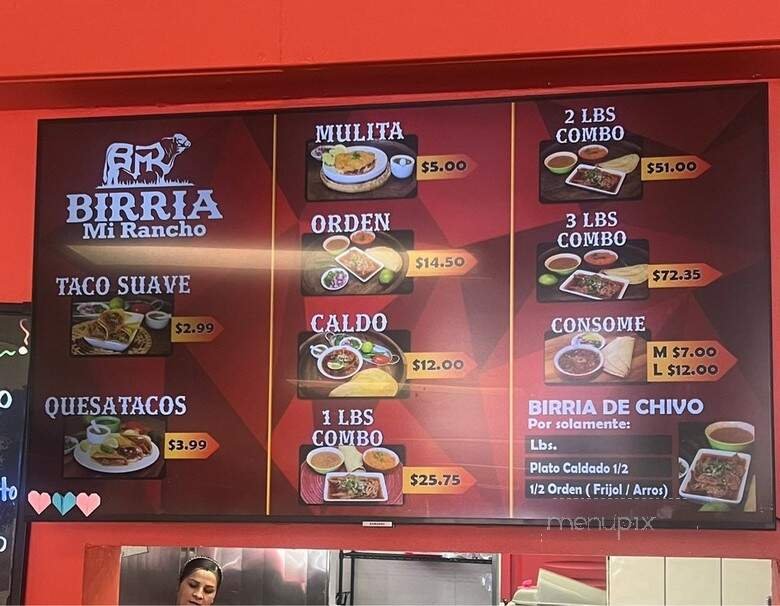 BMR
BIRRIA
Mi Rancho
TACO SUAVE
$2.99
QUESATACOS
$3.99
MULITA
$5.00
ORDEN
$14.50
CALDO
$12.00
1 LBS
COMBO
$25.75
2 LBS
COMBO
$51.00
3 LBS
COMBO
$72.35
CONSOME
M $7.00
L $12.00
BIRRIA DE CHIVO
Por solamente:
Lbs.
Plato Caldado 1/2
1/2 Orden ( Frijol / Arros)
SAMSUNG
menupix